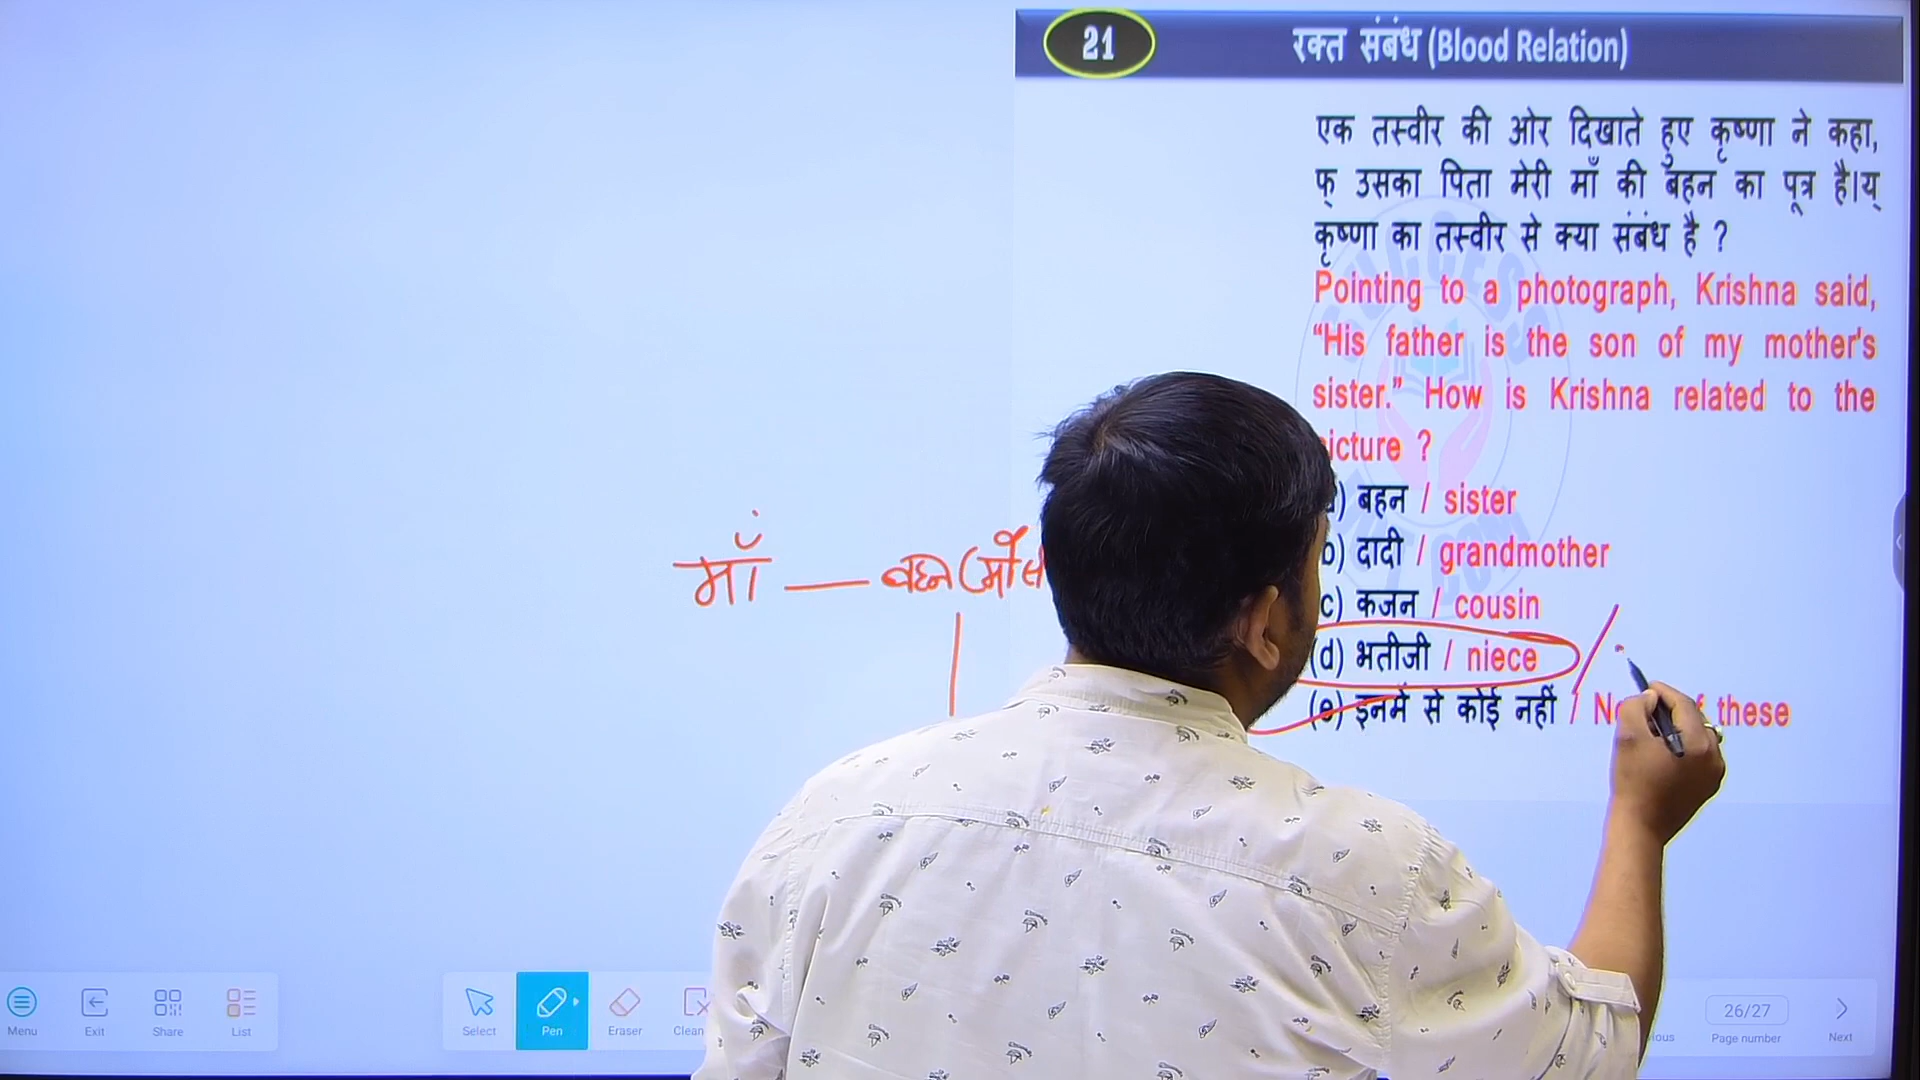 21
रक्त संबंध (Blood Relation)
एक तस्वीर की ओर दिखाते हुए कृष्णा ने कहा,
फ् उसका पिता मेरी माँ की बहन का पूत्र है।य्
कृष्णा का तस्वीर से क्या संबंध है ?
Pointing to a photograph, Krishna said,
“His father is the son of my mother's
sister.” How is Krishna related to the
icture ?
) बहन / sister
b) दादी / grandmother
c) कजन / cousin
(d) भतीजी / niece
(e) इनमें से कोई नहीं / these
माँ — बहन
Menu
Exit
Share
List
Select
Pen
Eraser
Clean
26/27
Page number
Next